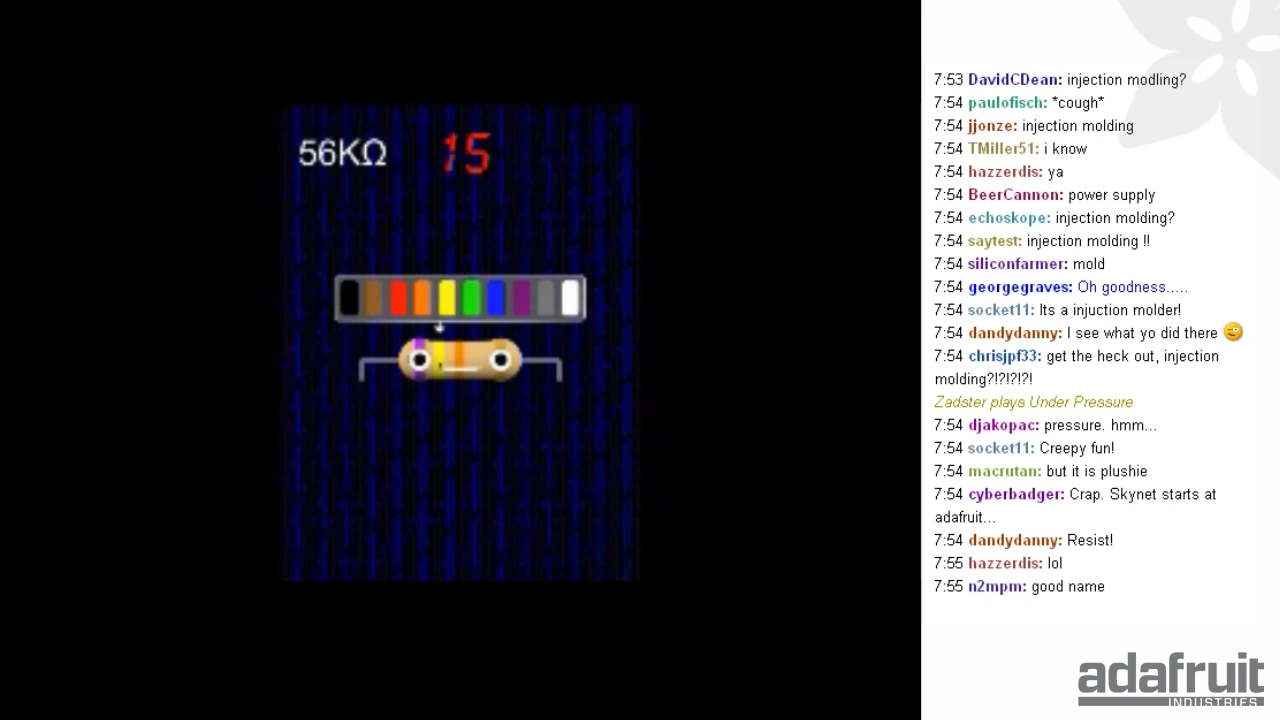 56KΩ 15
7:53 DavidCDean: injection modling?
7:54 paulofisch: *cough*
7:54 jjonze: injection molding
7:54 TMiller51: i know
7:54 hazzerdis: ya
7:54 BeerCannon: power supply
7:54 echoskope: injection molding?
7:54 saytest: injection molding !!
7:54 siliconfarmer: mold
7:54 georgegraves: Oh goodness.....
7:54 socket11: Its a injuction molder!
7:54 dandydanny: I see what yo did there
7:54 chrisjpf33: get the heck out, injection
molding?!?!?!?!
Zadster plays Under Pressure
7:54 djakopac: pressure. hmm...
7:54 socket11: Creepy fun!
7:54 macrutan: but it is plushie
7:54 cyberbadger: Crap. Skynet starts at
adafruit...
7:54 dandydanny: Resist!
7:55 hazzerdis: lol
7:55 n2mpm: good name
adafruit
INDUSTRIES